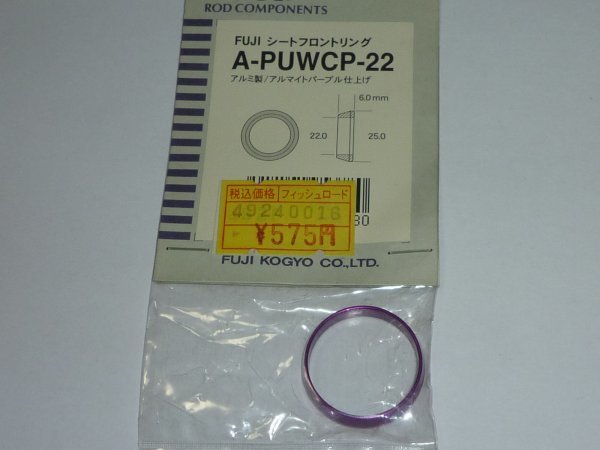 ROD COMPONENTS
FUJI シートフロントリング
A-PUWCP-22
アルミ製/アルマイトパープル仕上げ
6.0mm
22.0
25.0
税込価格 フィッシュロード
49240016
¥575円
FUJI KOGYO CO.,LTD.